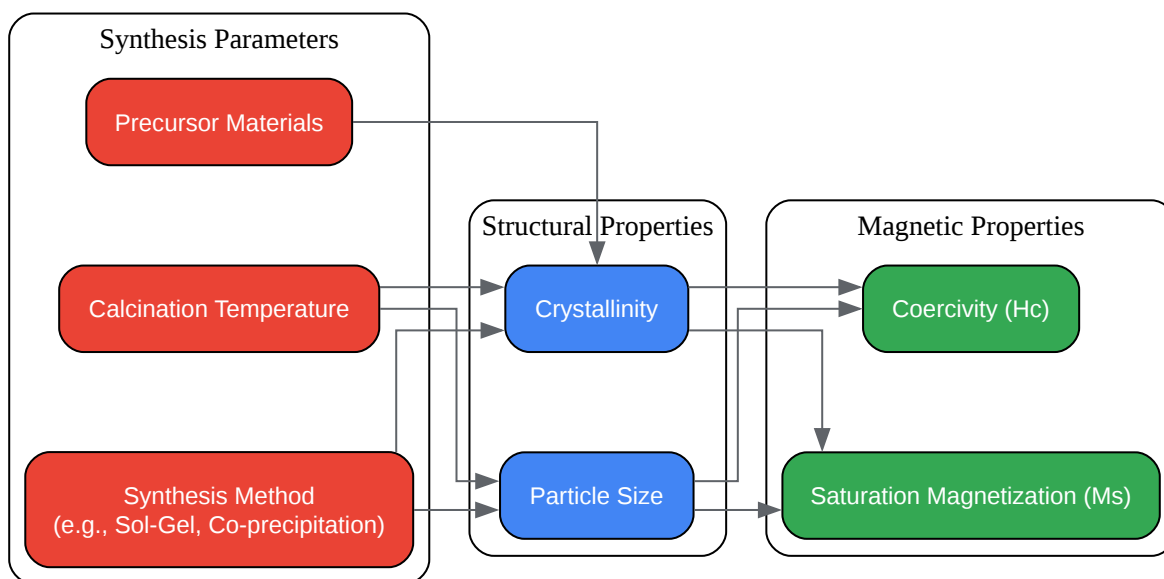 Synthesis Parameters
Precursor Materials
Calcination Temperature
Synthesis Method
(e.g., Sol-Gel, Co-precipitation)
Structural Properties
Crystallinity
Particle Size
Magnetic Properties
Coercivity (Hc)
Saturation Magnetization (Ms)